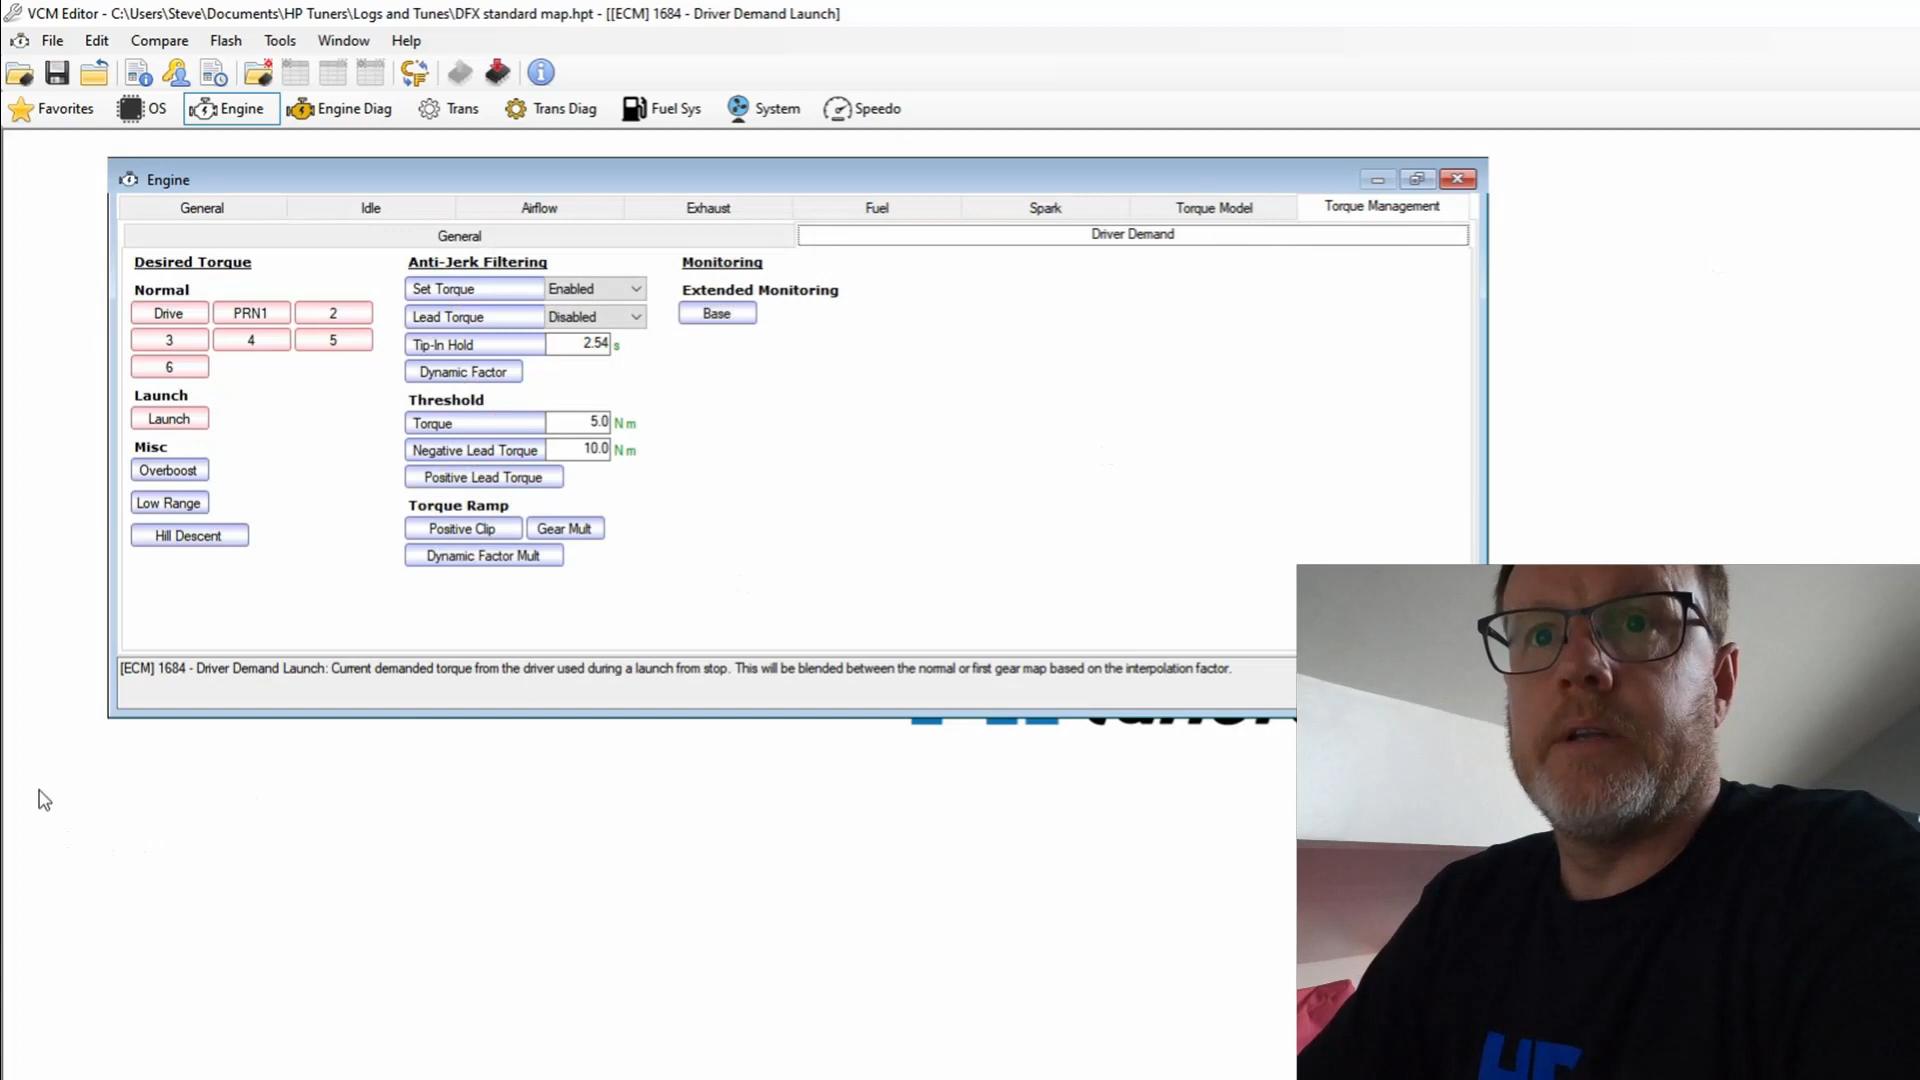 VCM Editor - C:\Users\Steve\Documents\HP Tuners\Logs and Tunes\DFX standard map.hpt - [[ECM] 1684 - Driver Demand Launch]
File Edit Compare Flash Tools Window Help
Favorites OS Engine Engine Diag Trans Trans Diag Fuel Sys System Speedo
Engine
General Idle Airflow Exhaust Fuel Spark Torque Model Torque Management
General Driver Demand
Desired Torque Anti-Jerk Filtering Monitoring
Normal Set Torque Enabled Extended Monitoring
Drive PRN1 2 Lead Torque Disabled Base
3 4 5 Tip-In Hold 2.54 s
6 Dynamic Factor
Launch Threshold
Launch Torque 5.0 N m
Misc Negative Lead Torque 10.0 N m
Overboost Positive Lead Torque
Low Range Torque Ramp
Hill Descent Positive Clip Gear Mult
Dynamic Factor Mult
[ECM] 1684 - Driver Demand Launch: Current demanded torque from the driver used during a launch from stop. This will be blended between the normal or first gear map based on the interpolation factor.